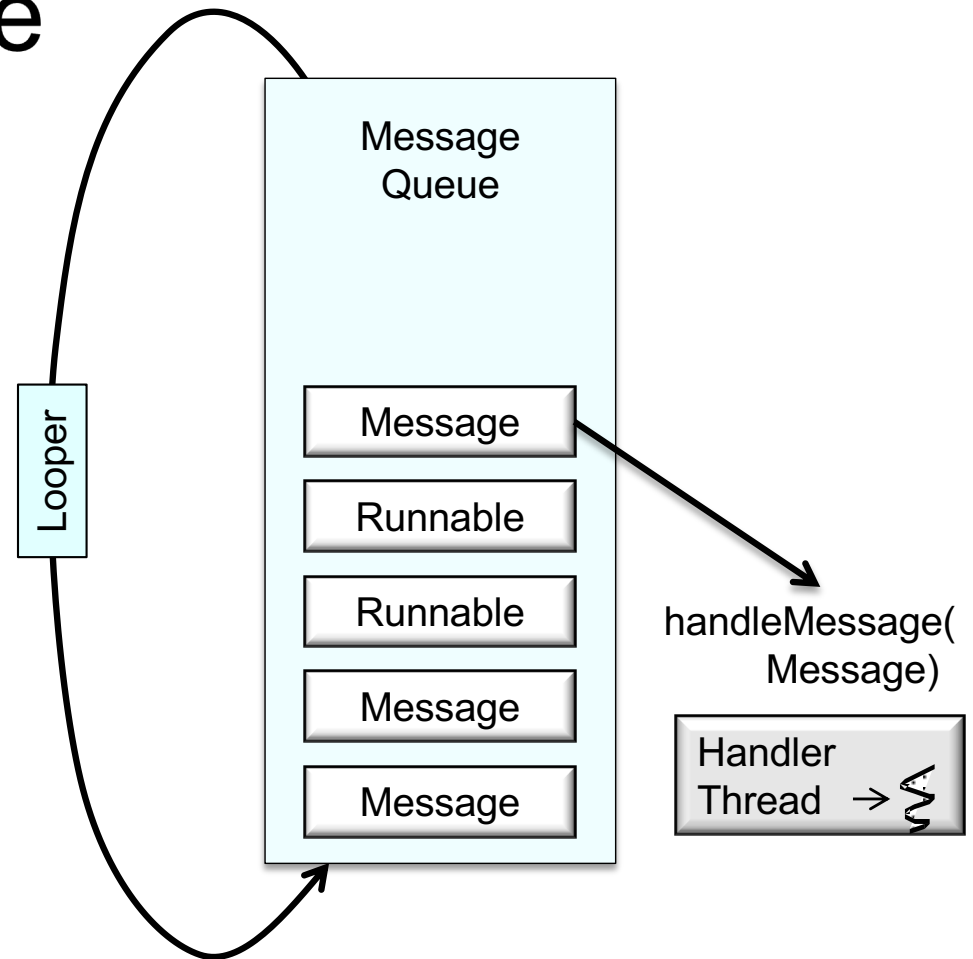 e
Message
Queue
Looper
Message
Runnable
Runnable
Message
Message
handleMessage(
Message)
Handler
Thread →